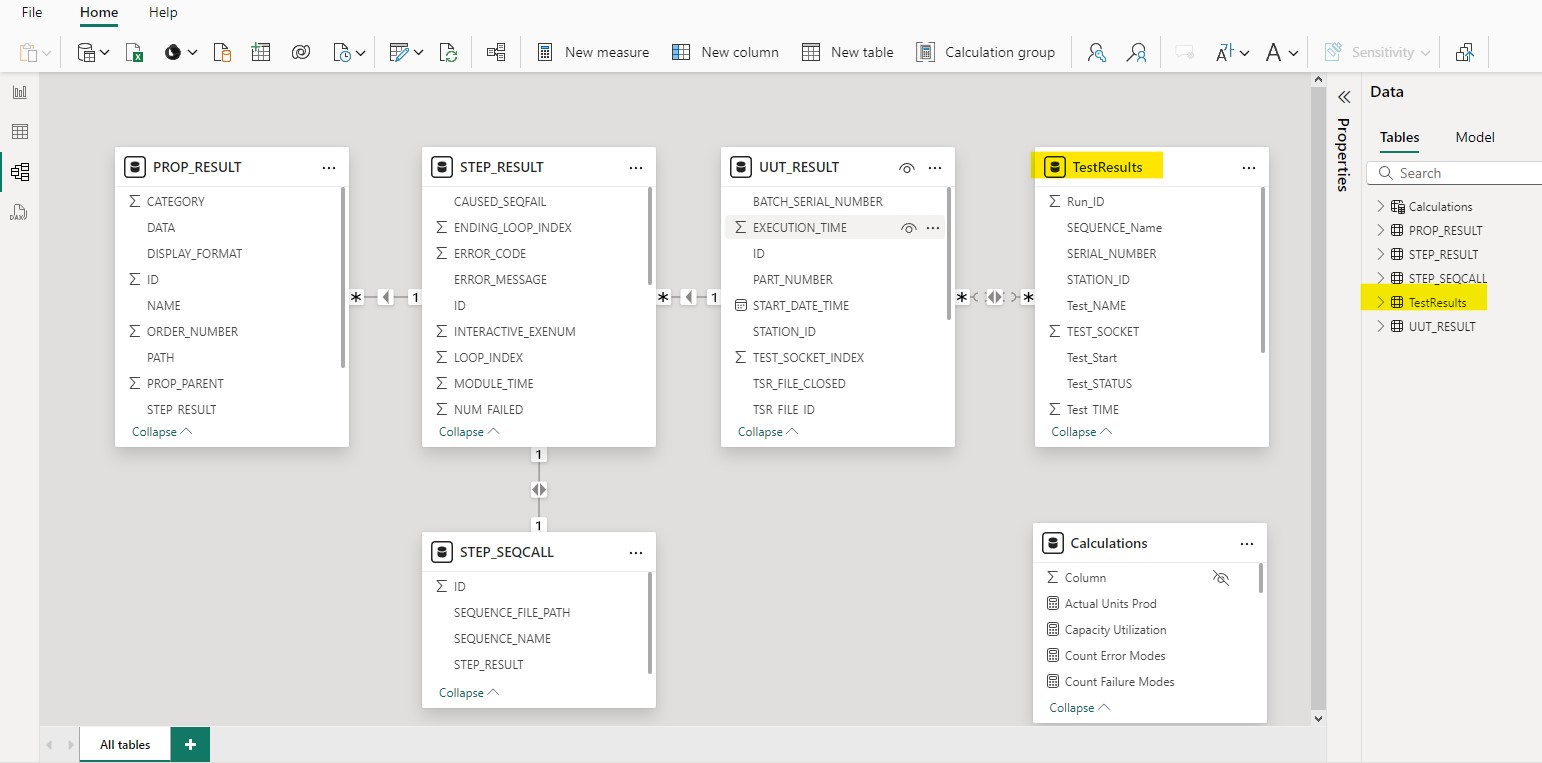 File Home Help
New measure New column New table Calculation group Sensitivity
Data
Properties
Tables Model
Search
Calculations
PROP_RESULT
STEP_RESULT
STEP_SEQCALL
TestResults
UUT_RESULT
PROP_RESULT
CATEGORY
DATA
DISPLAY_FORMAT
ID
NAME
ORDER_NUMBER
PATH
PROP_PARENT
STEP_RESULT
Collapse
* 1
STEP_RESULT
CAUSED_SEQFAIL
ENDING_LOOP_INDEX
ERROR_CODE
ERROR_MESSAGE
ID
INTERACTIVE_EXENUM
LOOP_INDEX
MODULE_TIME
NUM_FAILED
Collapse
* 1
UUT_RESULT
BATCH_SERIAL_NUMBER
EXECUTION_TIME
ID
PART_NUMBER
START_DATE_TIME
STATION_ID
TEST_SOCKET_INDEX
TSR_FILE_CLOSED
TSR_FILE_ID
Collapse
* *
TestResults
Run_ID
SEQUENCE_Name
SERIAL_NUMBER
STATION_ID
Test_NAME
TEST_SOCKET
Test_Start
Test_STATUS
Test_TIME
Collapse
1
1
STEP_SEQCALL
ID
SEQUENCE_FILE_PATH
SEQUENCE_NAME
STEP_RESULT
Collapse
Calculations
Column
Actual Units Prod
Capacity Utilization
Count Error Modes
Count Failure Modes
Collapse
All tables +